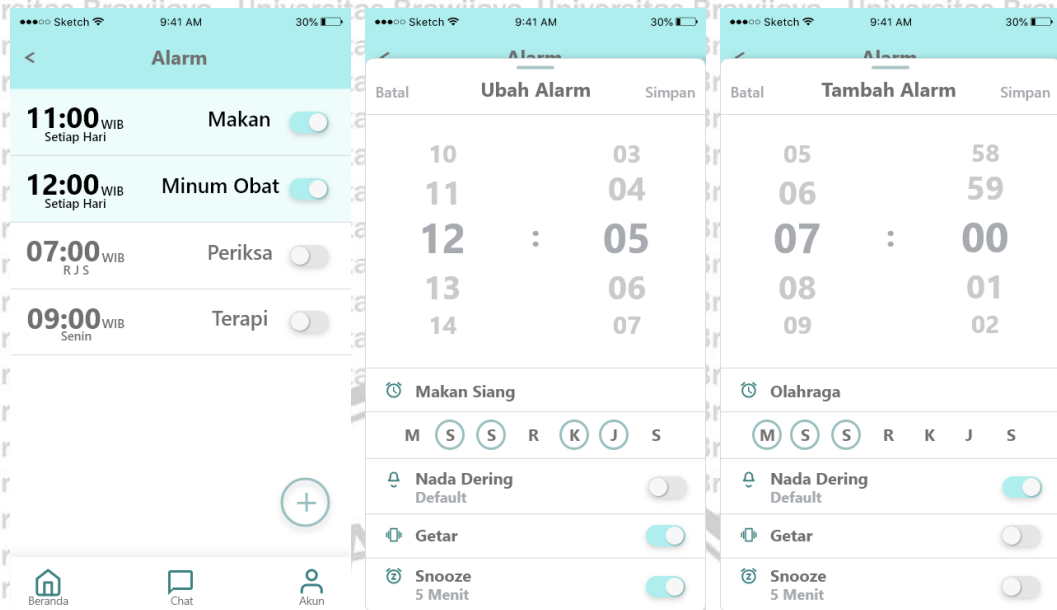 Sketch 9:41 AM 30%
< Alarm
11:00 WIB Makan
Setiap Hari
12:00 WIB Minum Obat
Setiap Hari
07:00 WIB Periksa
R J S
09:00 WIB Terapi
Senin
+
Beranda Chat Akun
Sketch 9:41 AM 30%
Alarm
Batal Ubah Alarm Simpan
10 03
11 04
12 : 05
13 06
14 07
Makan Siang
M S S R K J S
Nada Dering
Default
Getar
Snooze
5 Menit
Sketch 9:41 AM 30%
Alarm
Batal Tambah Alarm Simpan
05 58
06 59
07 : 00
08 01
09 02
Olahraga
M S S R K J S
Nada Dering
Default
Getar
Snooze
5 Menit